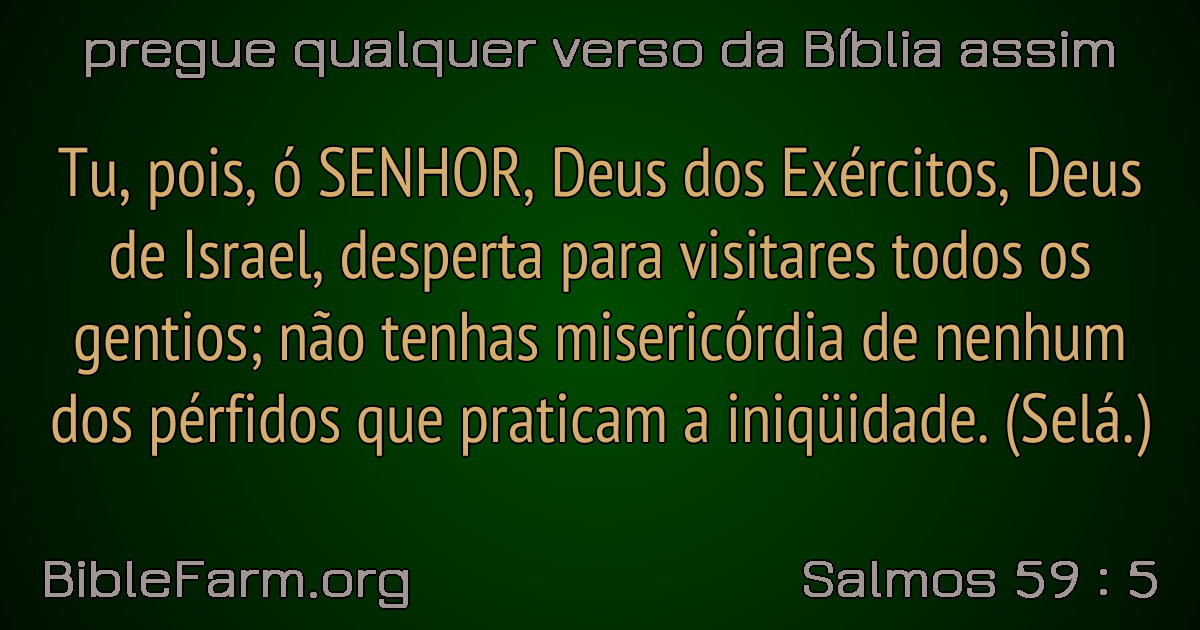 pregue qualquer verso da Bíblia assim
Tu, pois, ó SENHOR, Deus dos Exércitos, Deus
de Israel, desperta para visitares todos os
gentios; não tenhas misericórdia de nenhum
dos pérfidos que praticam a iniqüidade. (Selá.)
BibleFarm.org
Salmos 59 : 5